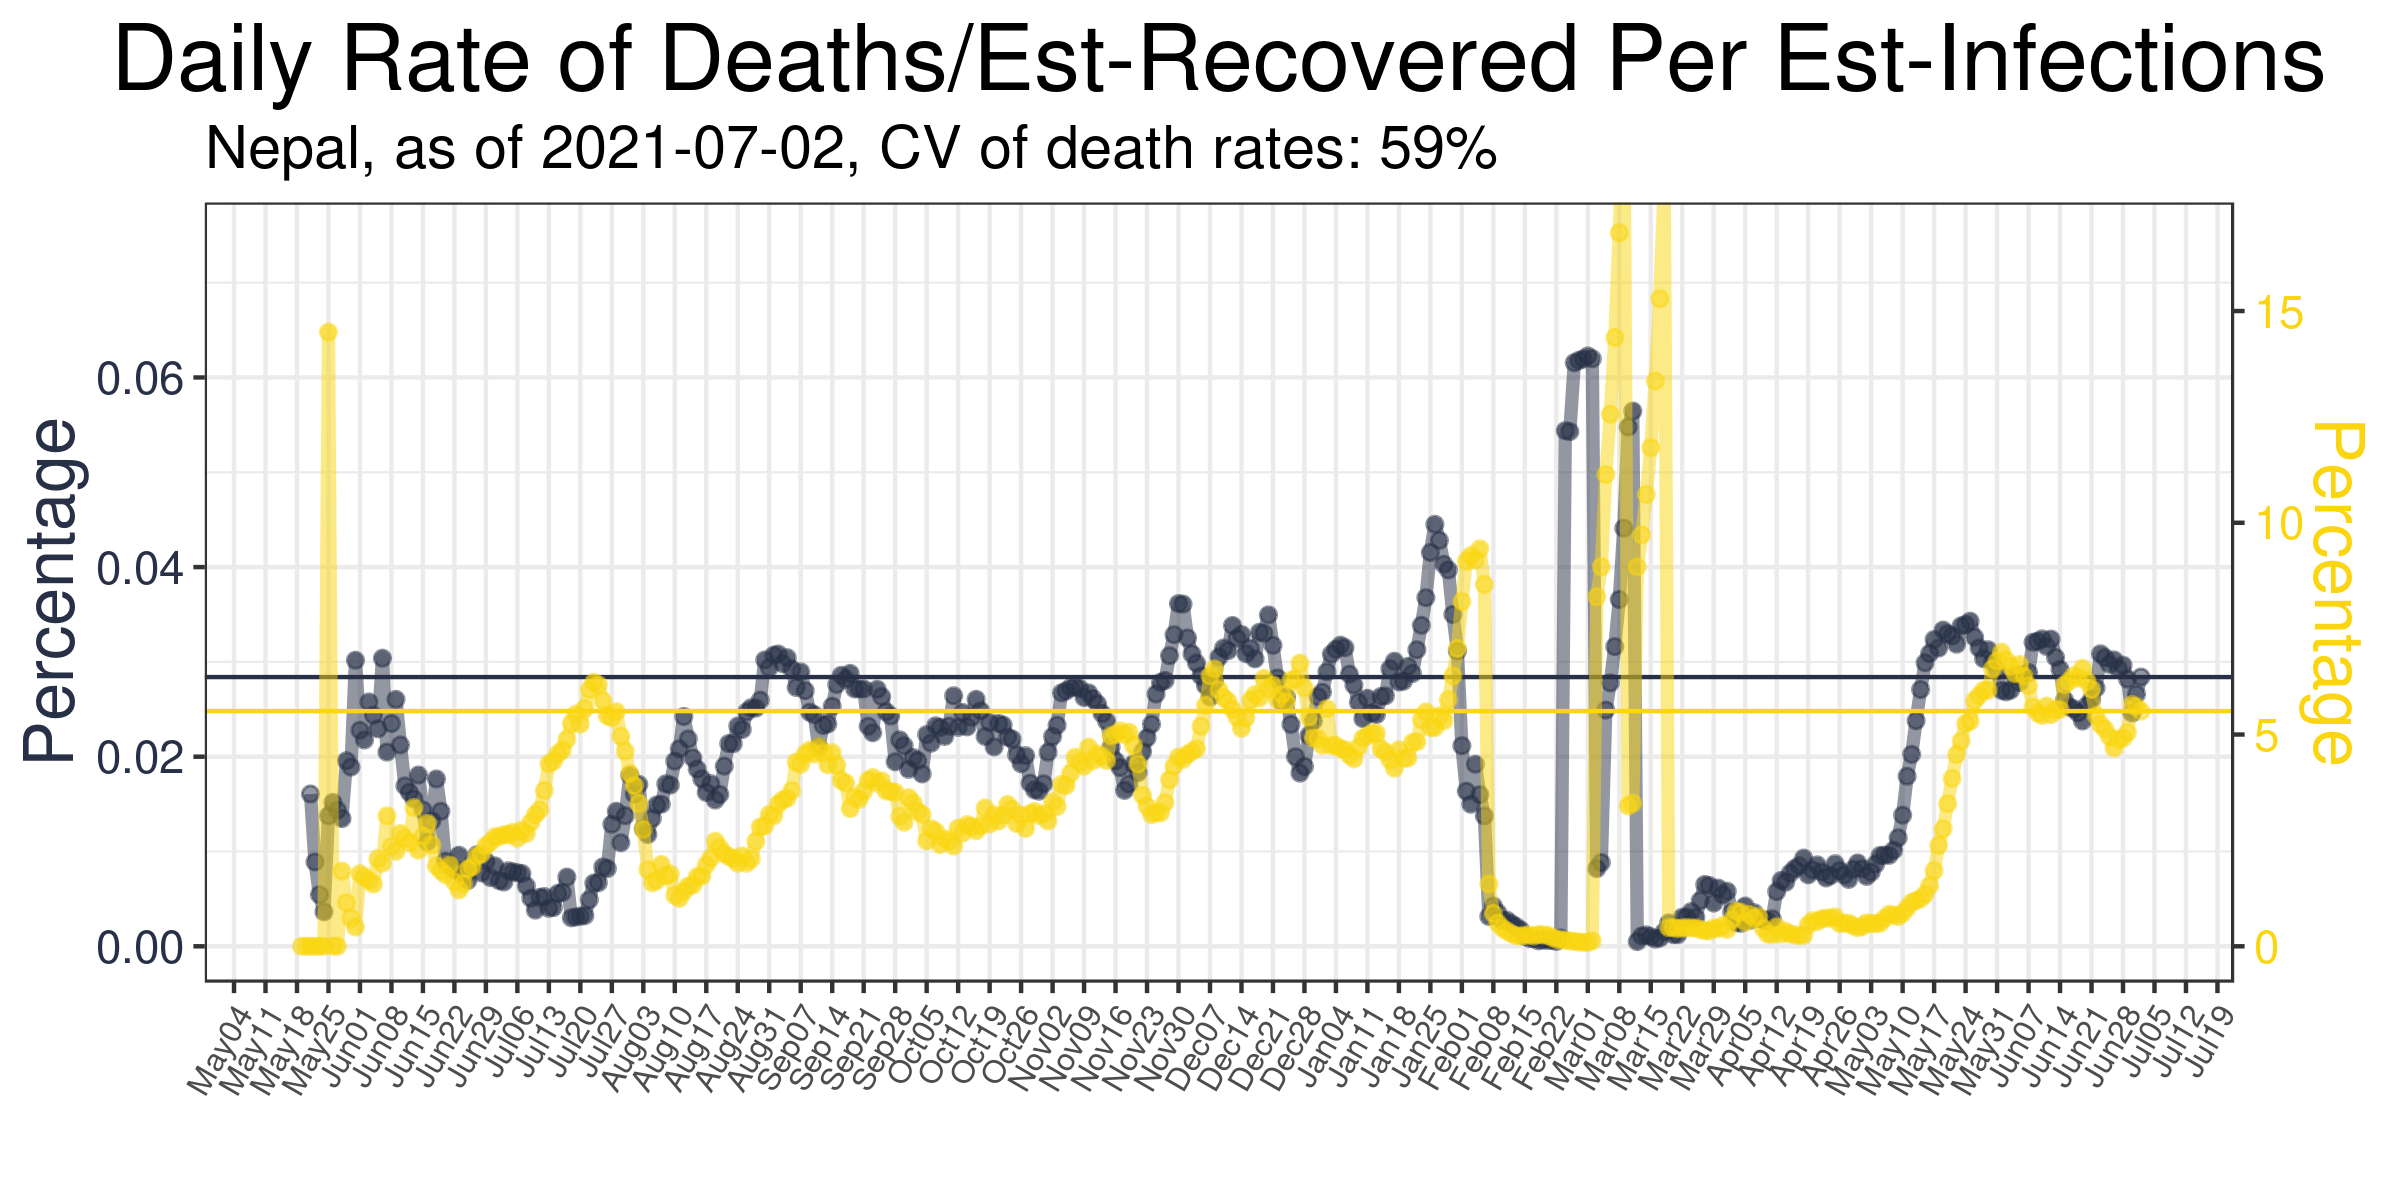 Daily Rate of Deaths/Est-Recovered Per Est-Infections
Nepal, as of 2021-07-02, CV of death rates: 59%
Percentage
0.06
0.04
0.02
0.00
15
10
5
0
Percentage
May04
May11
May18
May25
Jun01
Jun08
Jun15
Jun22
Jun29
Jul06
Jul13
Jul20
Jul27
Aug03
Aug10
Aug17
Aug24
Aug31
Sep07
Sep14
Sep21
Sep28
Oct05
Oct12
Oct19
Oct26
Nov02
Nov09
Nov16
Nov23
Nov30
Dec07
Dec14
Dec21
Dec28
Jan04
Jan11
Jan18
Jan25
Feb01
Feb08
Feb15
Feb22
Mar01
Mar08
Mar15
Mar22
Mar29
Apr05
Apr12
Apr19
Apr26
May03
May10
May17
May24
May31
Jun07
Jun14
Jun21
Jun28
Jul05
Jul12
Jul19